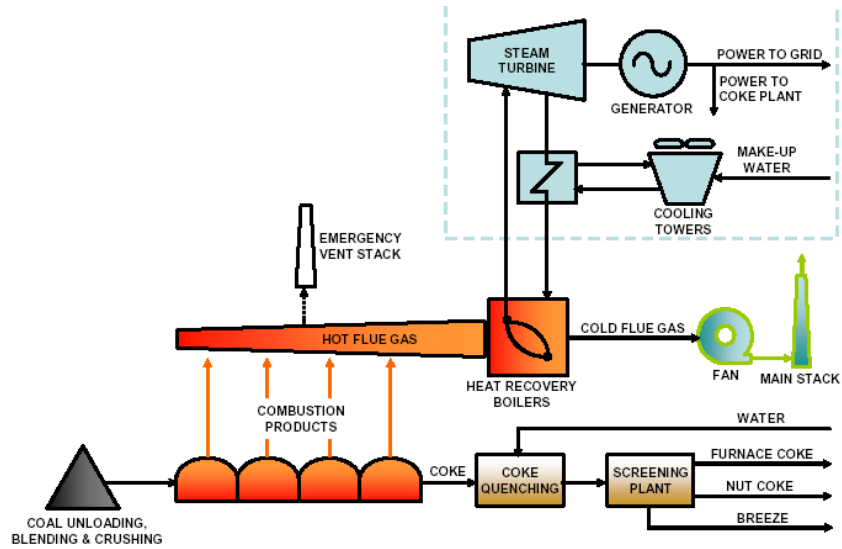 STEAM
TURBINE
GENERATOR
POWER TO GRID
POWER TO
COKE PLANT
MAKE-UP
WATER
COOLING
TOWERS
EMERGENCY
VENT STACK
HOT FLUE GAS
HEAT RECOVERY
BOILERS
COLD FLUE GAS
FAN
MAIN STACK
COMBUSTION
PRODUCTS
COAL UNLOADING,
BLENDING & CRUSHING
COKE
COKE
QUENCHING
WATER
SCREENING
PLANT
FURNACE COKE
NUT COKE
BREEZE